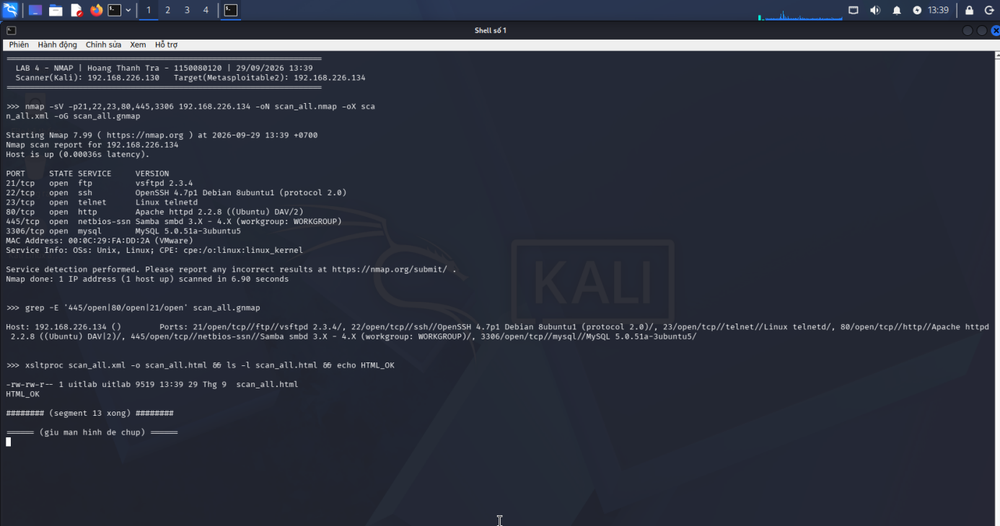 1 2 3 4 13:39
Shell số 1
Phiên Hành động Chỉnh sửa Xem Hỗ trợ
LAB 4 - NMAP | Hoang Thanh Tra - 1150080120 | 29/09/2026 13:39
Scanner(Kali): 192.168.226.130 Target(Metasploitable2): 192.168.226.134
>>> nmap -sV -p21,22,23,80,445,3306 192.168.226.134 -oN scan_all.nmap -oX sca
n_all.xml -oG scan_all.gnmap
Starting Nmap 7.99 ( https://nmap.org ) at 2026-09-29 13:39 +0700
Nmap scan report for 192.168.226.134
Host is up (0.00036s latency).
PORT STATE SERVICE VERSION
21/tcp open ftp vsftpd 2.3.4
22/tcp open ssh OpenSSH 4.7p1 Debian 8ubuntu1 (protocol 2.0)
23/tcp open telnet Linux telnetd
80/tcp open http Apache httpd 2.2.8 ((Ubuntu) DAV/2)
445/tcp open netbios-ssn Samba smbd 3.X - 4.X (workgroup: WORKGROUP)
3306/tcp open mysql MySQL 5.0.51a-3ubuntu5
MAC Address: 00:0C:29:FA:DD:2A (VMware)
Service Info: OSs: Unix, Linux; CPE: cpe:/o:linux:linux_kernel
Service detection performed. Please report any incorrect results at https://nmap.org/submit/ .
Nmap done: 1 IP address (1 host up) scanned in 6.90 seconds
>>> grep -E '445/open|80/open|21/open' scan_all.gnmap
Host: 192.168.226.134 () Ports: 21/open/tcp//ftp//vsftpd 2.3.4/, 22/open/tcp//ssh//OpenSSH 4.7p1 Debian 8ubuntu1 (protocol 2.0)/, 23/open/tcp//telnet//Linux telnetd/, 80/open/tcp//http//Apache httpd
2.2.8 ((Ubuntu) DAV|2)/, 445/open/tcp//netbios-ssn//Samba smbd 3.X - 4.X (workgroup: WORKGROUP)/, 3306/open/tcp//mysql//MySQL 5.0.51a-3ubuntu5/
>>> xsltproc scan_all.xml -o scan_all.html && ls -l scan_all.html && echo HTML_OK
-rw-rw-r-- 1 uitlab uitlab 9519 13:39 29 Thg 9 scan_all.html
HTML_OK
######## (segment 13 xong) ########
====== (giu man hinh de chup) ======
KALI